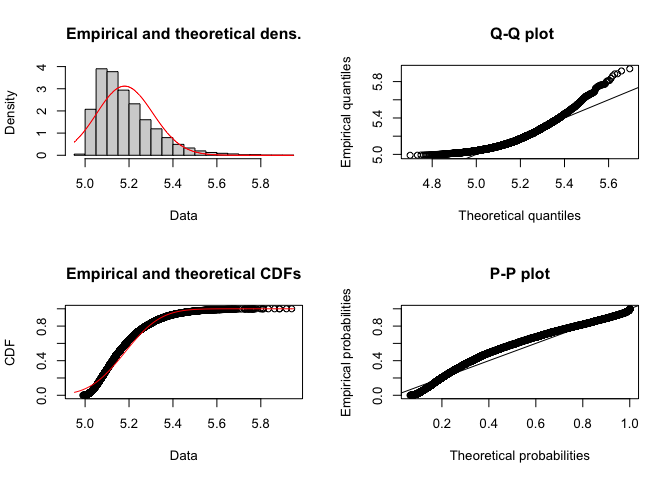 Empirical and theoretical dens.
Density
0 1 2 3 4
5.0 5.2 5.4 5.6 5.8
Data
Q-Q plot
Empirical quantiles
5.0 5.4 5.8
4.8 5.0 5.2 5.4 5.6
Theoretical quantiles
Empirical and theoretical CDFs
CDF
0.0 0.4 0.8
5.0 5.2 5.4 5.6 5.8
Data
P-P plot
Empirical probabilities
0.0 0.4 0.8
0.2 0.4 0.6 0.8 1.0
Theoretical probabilities